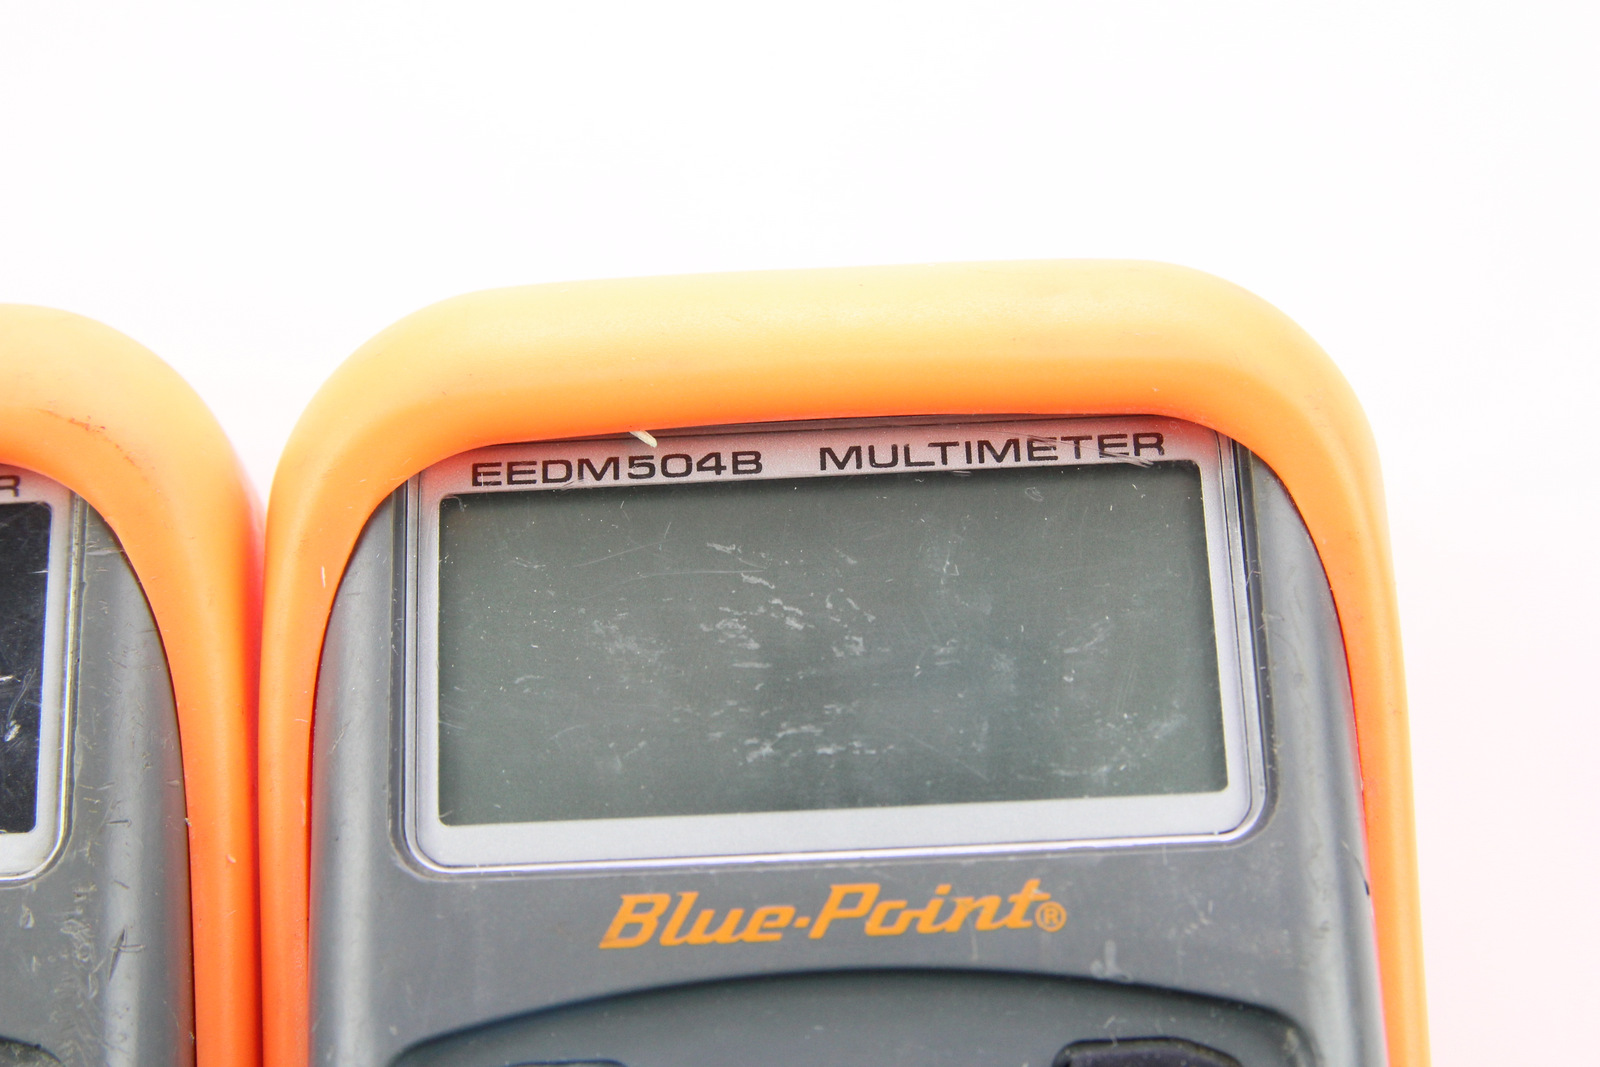 EEDM504B MULTIMETER
Blue-Point®
R